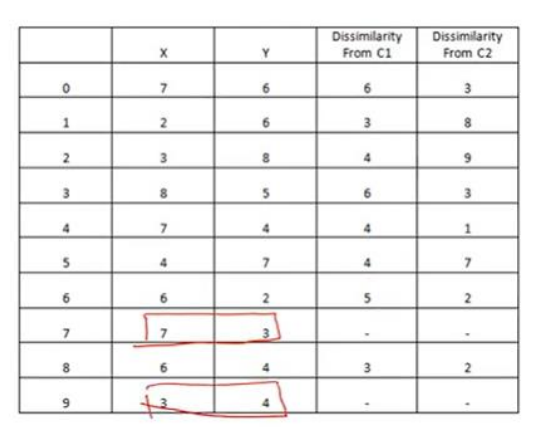 X Y Dissimilarity From C1 Dissimilarity From C2
0 7 6 6 3
1 2 6 3 8
2 3 8 4 9
3 8 5 6 3
4 7 4 4 1
5 4 7 4 7
6 6 2 5 2
7 7 3 - -
8 6 4 3 2
9 3 4 - -